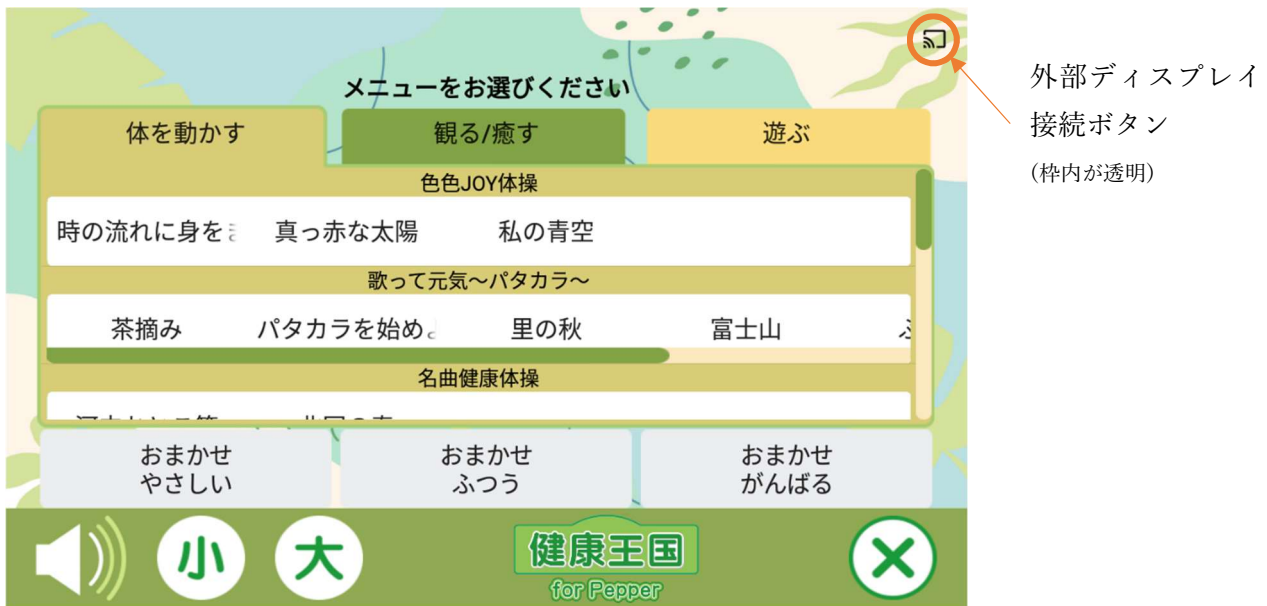 メニューをお選びください
体を動かす
観る/癒す
遊ぶ
色色JOY体操
時の流れに身を
真っ赤な太陽
私の青空
歌って元気～パタカラ～
茶摘み
パタカラを始め
里の秋
富士山
名曲健康体操
おまかせ
やさしい
おまかせ
ふつう
おまかせ
がんばる
小
大
健康王国
for Pepper
外部ディスプレイ
接続ボタン
(枠内が透明)